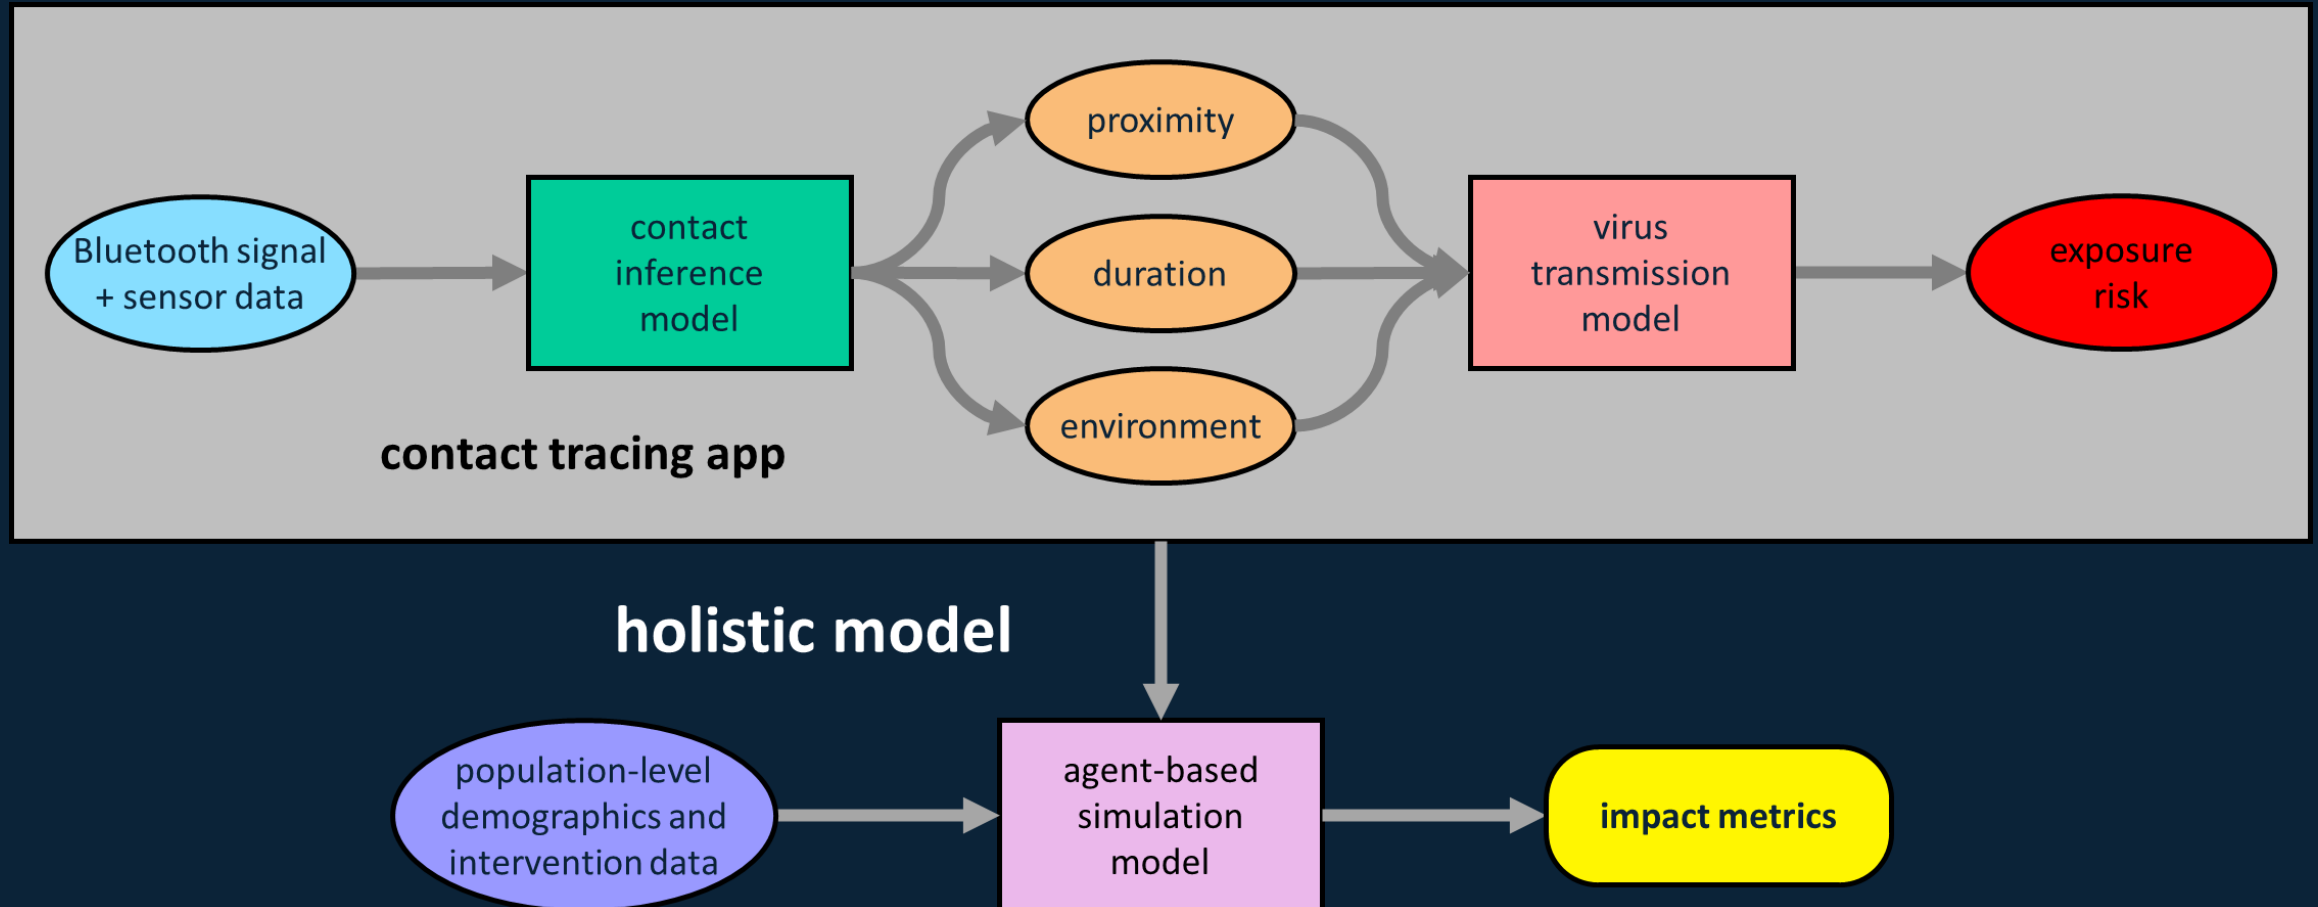 proximity
Bluetooth signal
+ sensor data
contact
inference
model
duration
virus
transmission
model
exposure
risk
environment
contact tracing app
holistic model
population-level
demographics and
intervention data
agent-based
simulation
model
impact metrics